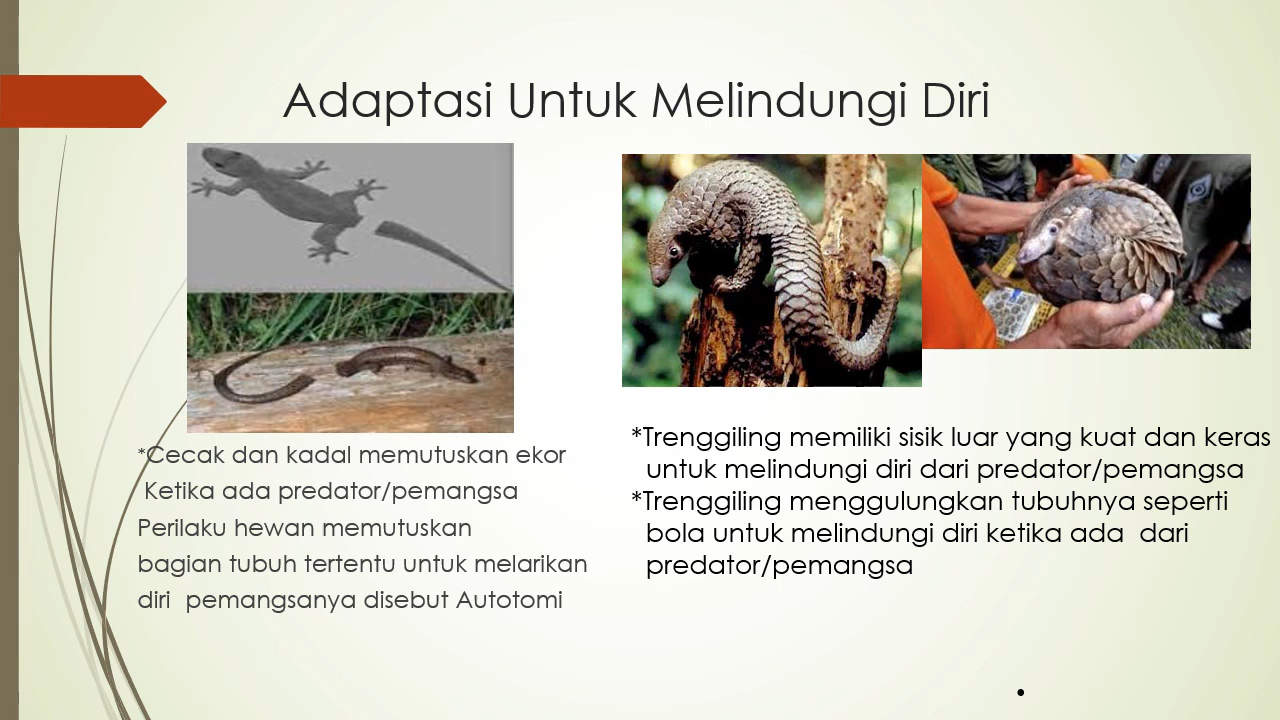 Adaptasi Untuk Melindungi Diri
*Cecak dan kadal memutuskan ekor
Ketika ada predator/pemangsa
Perilaku hewan memutuskan
bagian tubuh tertentu untuk melarikan
diri pemangsanya disebut Autotomi
*Trenggiling memiliki sisik luar yang kuat dan keras
untuk melindungi diri dari predator/pemangsa
*Trenggiling menggulungkan tubuhnya seperti
bola untuk melindungi diri ketika ada dari
predator/pemangsa
•